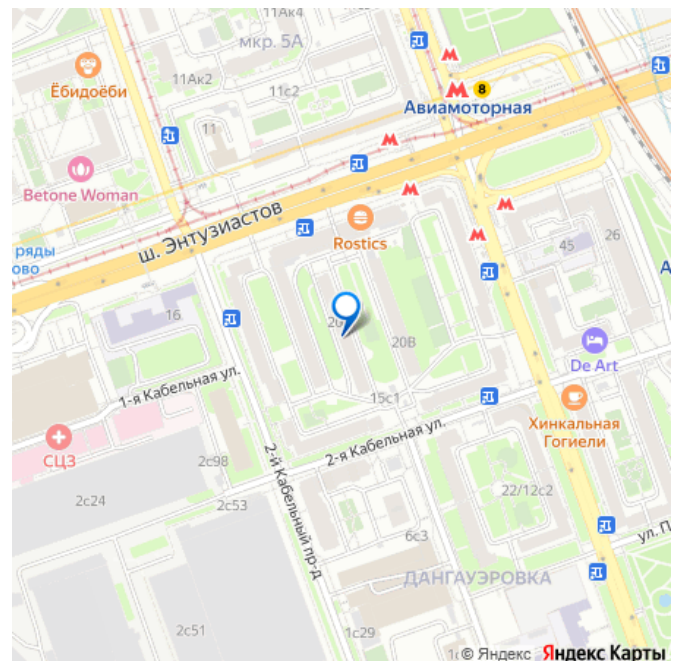 11Ак4
мкр. 5А
Ёбидоёби
11Ак2
11с2
8
Авиамоторная
11
Betone Woman
ш. Энтузиастов
Rostics
ряды
ово
45
26
А
16
20В
De Art
1-я Кабельная ул.
15с1
Хинкальная
Гогиели
СЦЗ
2-я Кабельная ул.
2с98
2-й Кабельный пр-д
2с24
2с53
22/12с2
6с3
ул. П
ДАНГАУЭРОВКА
2с51
1с29
© Яндекс Яндекс Карты